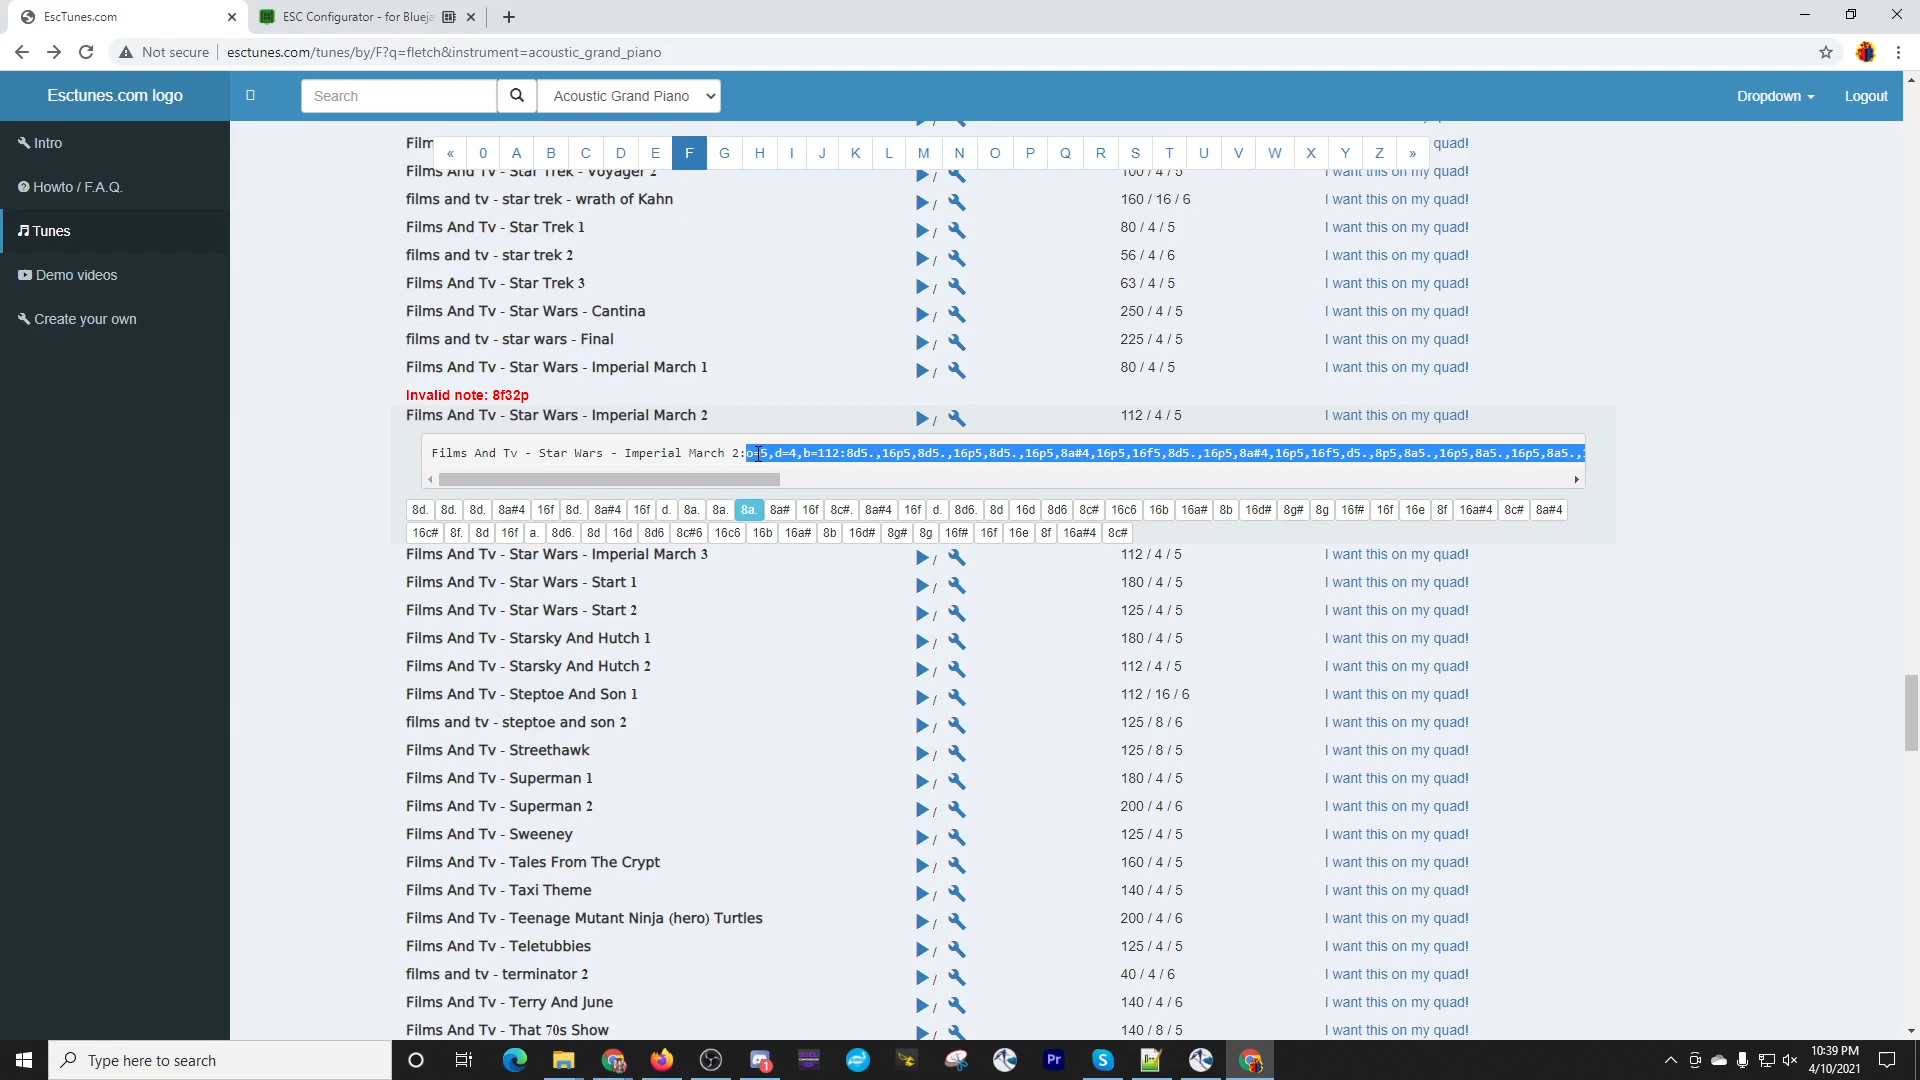 EscTunes.com
ESC Configurator - for Blueja
Not secure
esctunes.com/tunes/by/F?q=fletch&instrument=acoustic_grand_piano
Esctunes.com logo
Search
Acoustic Grand Piano
Dropdown
Logout
Intro
Howto / F.A.Q.
Tunes
Demo videos
Create your own
« 0 A B C D E F G H I J K L M N O P Q R S T U V W X Y Z »
Films And Tv - Star Trek - Voyager 2 / 100 / 4 / 5 I want this on my quad!
films and tv - star trek - wrath of Kahn / 160 / 16 / 6 I want this on my quad!
Films And Tv - Star Trek 1 / 80 / 4 / 5 I want this on my quad!
films and tv - star trek 2 / 56 / 4 / 6 I want this on my quad!
Films And Tv - Star Trek 3 / 63 / 4 / 5 I want this on my quad!
Films And Tv - Star Wars - Cantina / 250 / 4 / 5 I want this on my quad!
films and tv - star wars - Final / 225 / 4 / 5 I want this on my quad!
Films And Tv - Star Wars - Imperial March 1 / 80 / 4 / 5 I want this on my quad!
Invalid note: 8f32p
Films And Tv - Star Wars - Imperial March 2 / 112 / 4 / 5 I want this on my quad!
Films And Tv - Star Wars - Imperial March 2:o=5,d=4,b=112:8d5.,16p5,8d5.,16p5,8d5.,16p5,8a#4,16p5,16f5,8d5.,16p5,8a#4,16p5,16f5,d5.,8p5,8a5.,16p5,8a5.,16p5,8a5.,
8d. 8d. 8d. 8a#4 16f 8d. 8a#4 16f d. 8a. 8a. 8a. 8a# 16f 8c#. 8a#4 16f d. 8d6. 8d 16d 8d6 8c# 16c6 16b 16a# 8b 16d# 8g# 8g 16f# 16f 16e 8f 16a#4 8c# 8a#4
16c# 8f. 8d 16f a. 8d6. 8d 16d 8d6 8c#6 16c6 16b 16a# 8b 16d# 8g# 8g 16f# 16f 16e 8f 16a#4 8c#
Films And Tv - Star Wars - Imperial March 3 / 112 / 4 / 5 I want this on my quad!
Films And Tv - Star Wars - Start 1 / 180 / 4 / 5 I want this on my quad!
Films And Tv - Star Wars - Start 2 / 125 / 4 / 5 I want this on my quad!
Films And Tv - Starsky And Hutch 1 / 180 / 4 / 5 I want this on my quad!
Films And Tv - Starsky And Hutch 2 / 112 / 4 / 5 I want this on my quad!
Films And Tv - Steptoe And Son 1 / 112 / 16 / 6 I want this on my quad!
films and tv - steptoe and son 2 / 125 / 8 / 6 I want this on my quad!
Films And Tv - Streethawk / 125 / 8 / 5 I want this on my quad!
Films And Tv - Superman 1 / 180 / 4 / 5 I want this on my quad!
Films And Tv - Superman 2 / 200 / 4 / 6 I want this on my quad!
Films And Tv - Sweeney / 125 / 4 / 5 I want this on my quad!
Films And Tv - Tales From The Crypt / 160 / 4 / 5 I want this on my quad!
Films And Tv - Taxi Theme / 140 / 4 / 5 I want this on my quad!
Films And Tv - Teenage Mutant Ninja (hero) Turtles / 200 / 4 / 6 I want this on my quad!
Films And Tv - Teletubbies / 125 / 4 / 5 I want this on my quad!
films and tv - terminator 2 / 40 / 4 / 6 I want this on my quad!
Films And Tv - Terry And June / 140 / 4 / 6 I want this on my quad!
Films And Tv - That 70s Show / 140 / 8 / 5 I want this on my quad!
Type here to search
Pr
10:39 PM
4/10/2021